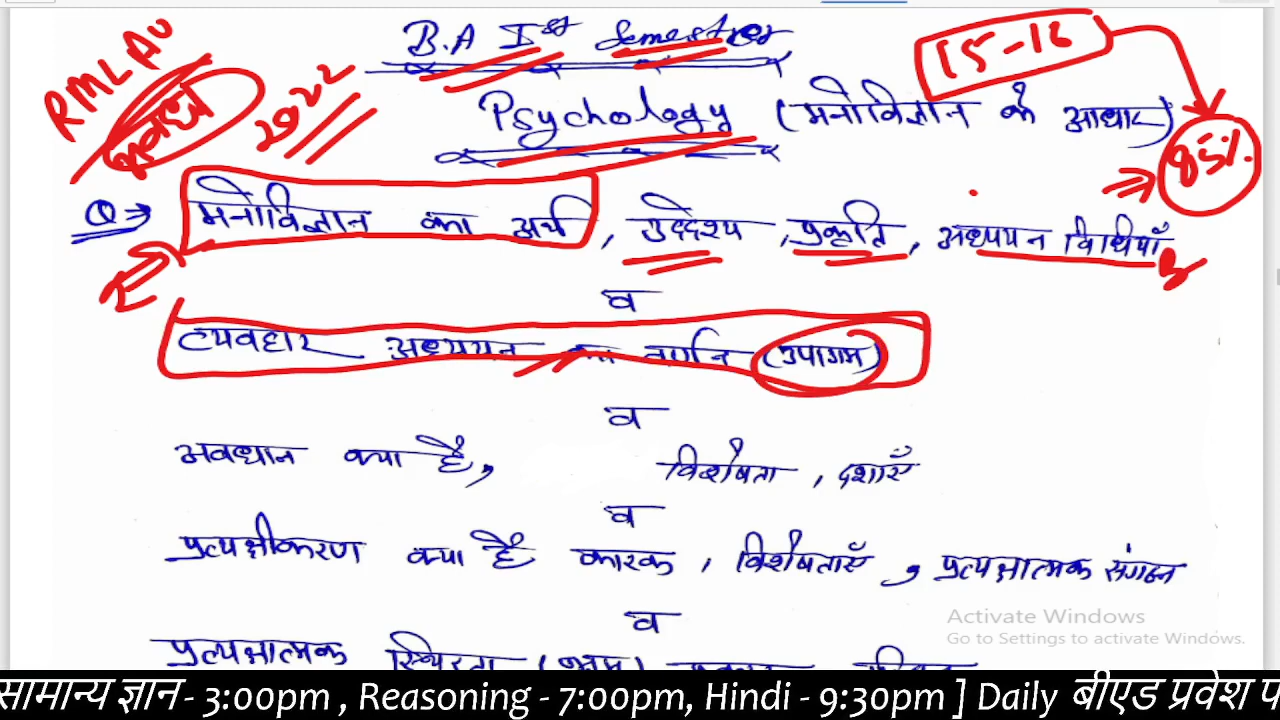 B.A Ist Semester
15-16
RMLAU
अवध
2022
Psychology (मनोविज्ञान के आधार)
85%.
Q⇒ मनोविज्ञान का अर्थ, उद्देश्य, प्रकृति, अध्ययन विधियाँ
व
व्यवहार अध्ययन का वर्णन (उपागम)
व
अवधान क्या है, विशेषता, दशाएँ
व
प्रत्यक्षीकरण क्या है कारक, विशेषताएँ, प्रत्यक्षात्मक संगठन
व
प्रत्यक्षात्मक स्थिरता (भ्रम)
Activate Windows
Go to Settings to activate Windows.
सामान्य ज्ञान- 3:00pm , Reasoning - 7:00pm, Hindi - 9:30pm ] Daily बीएड प्रवेश